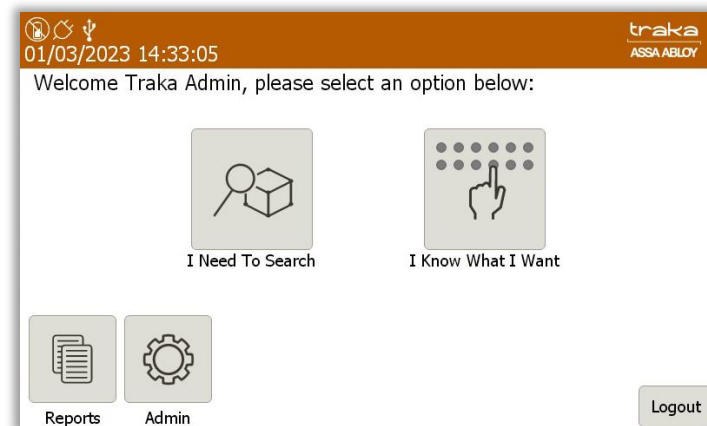 01/03/2023 14:33:05
traka
ASSA ABLOY
Welcome Traka Admin, please select an option below:
I Need To Search
I Know What I Want
Reports
Admin
Logout